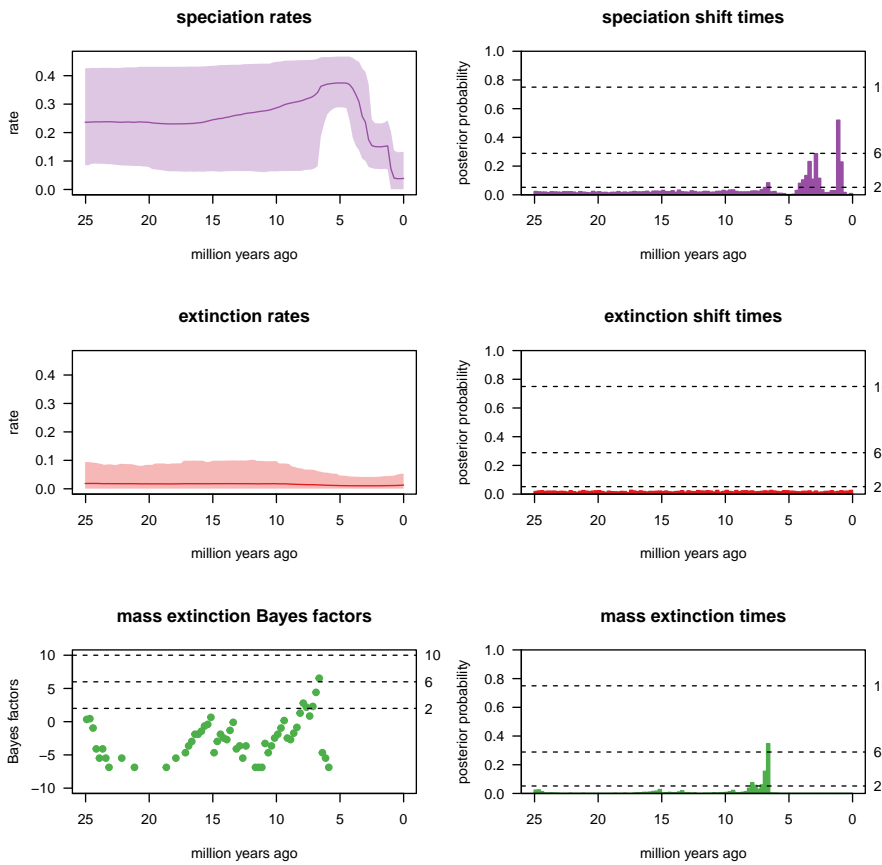 speciation rates
rate
0.4
0.3
0.2
0.1
0.0
25 20 15 10 5 0
million years ago
speciation shift times
posterior probability
1.0
0.8
0.6
0.4
0.2
0.0
1
6
2
25 20 15 10 5 0
million years ago
extinction rates
rate
0.4
0.3
0.2
0.1
0.0
25 20 15 10 5 0
million years ago
extinction shift times
posterior probability
1.0
0.8
0.6
0.4
0.2
0.0
1
6
2
25 20 15 10 5 0
million years ago
mass extinction Bayes factors
Bayes factors
10
5
0
−5
−10
10
6
2
25 20 15 10 5 0
million years ago
mass extinction times
posterior probability
1.0
0.8
0.6
0.4
0.2
0.0
1
6
2
25 20 15 10 5 0
million years ago